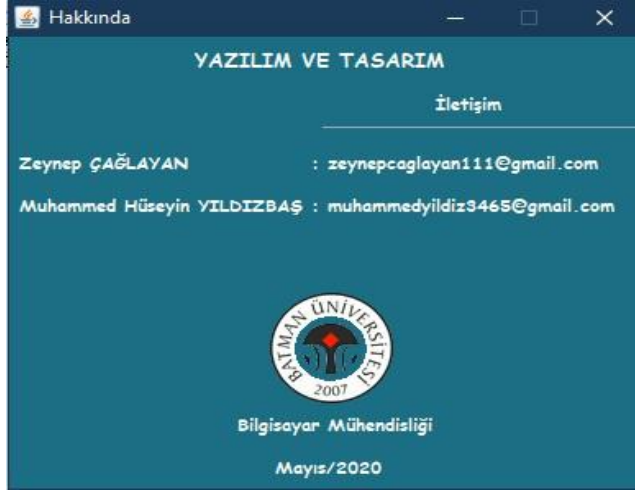 Hakkında
YAZILIM VE TASARIM
İletişim
Zeynep ÇAĞLAYAN : zeynepcaglayan111@gmail.com
Muhammed Hüseyin YILDIZBAŞ : muhammedyildiz3465@gmail.com
BATMAN ÜNİVERSİTESİ
2007
Bilgisayar Mühendisliği
Mayıs/2020